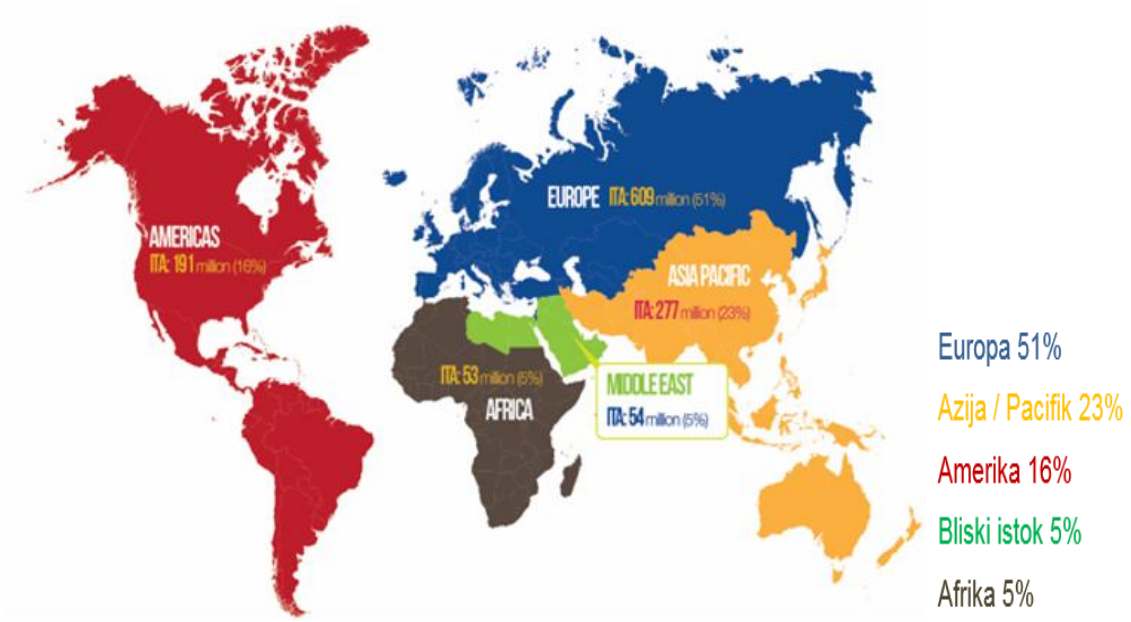 AMERICAS
ITA: 191 million (16%)
EUROPE ITA: 609 million (51%)
ASIA PACIFIC
ITA: 277 million (23%)
ITA: 53 million (5%)
AFRICA
MIDDLE EAST
ITA: 54 million (5%)
Europa 51%
Azija / Pacifik 23%
Amerika 16%
Bliski istok 5%
Afrika 5%